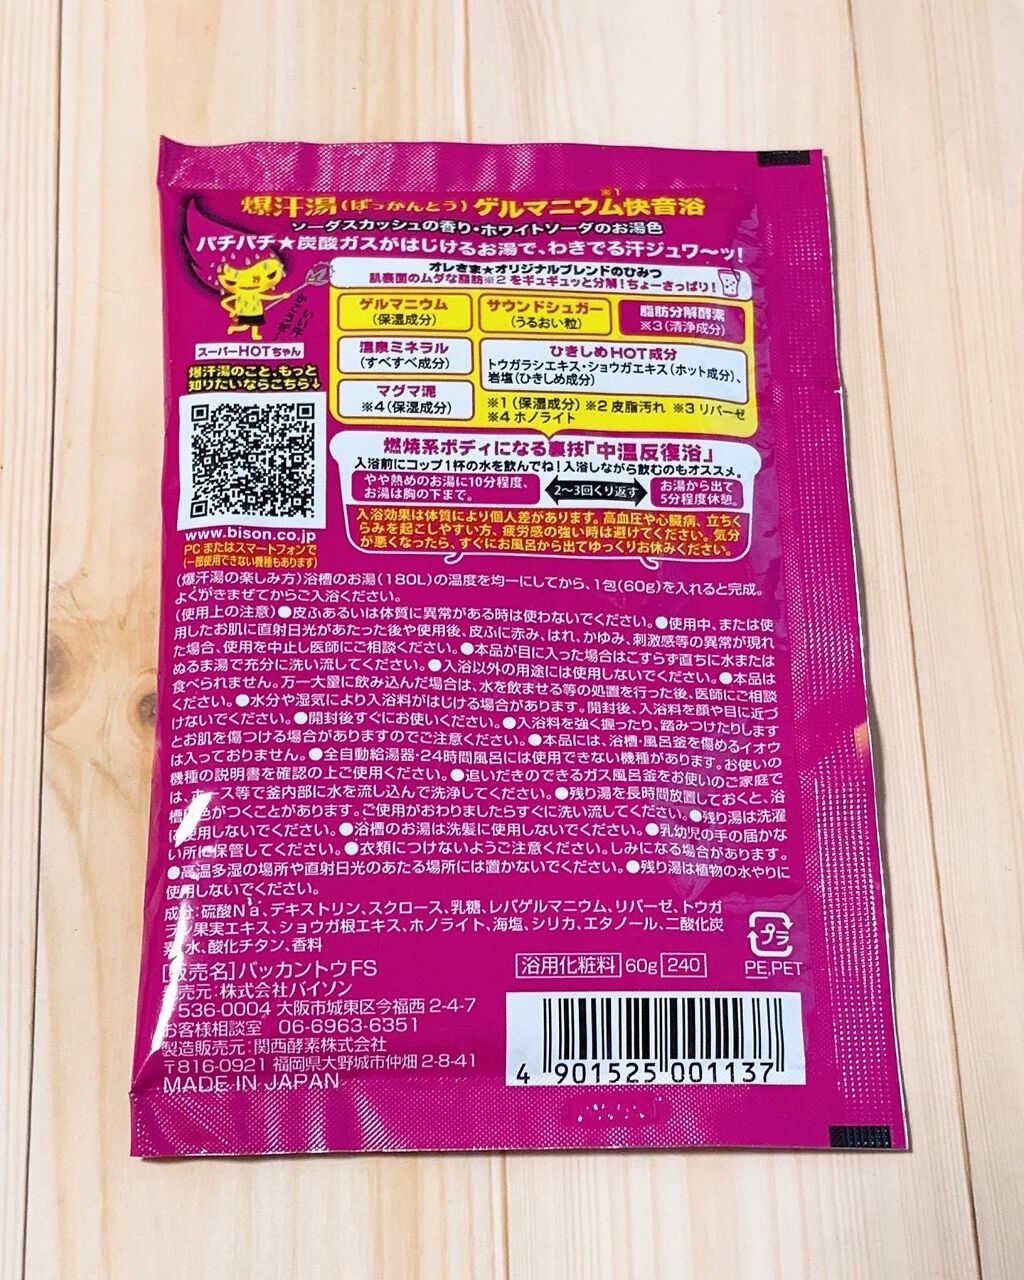 ※1
爆汗湯(ばっかんとう)ゲルマニウム快音浴
ソーダスカッシュの香り・ホワイトソーダのお湯色
パチパチ★炭酸ガスがはじけるお湯で、わきでる汗ジュワ〜ッ!
オレさま★オリジナルブレンドのひみつ
肌表面のムダな脂肪※2をギュギュッと分解!ちょーさっぱり!
ゲルマニウム
(保湿成分)
サウンドシュガー
(うるおい粒)
脂肪分解酵素
※3(清浄成分)
温泉ミネラル
(すべすべ成分)
ひきしめHOT成分
トウガラシエキス・ショウガエキス(ホット成分)、
岩塩(ひきしめ成分)
マグマ泥
※4(保湿成分)
※1(保湿成分)※2 皮脂汚れ ※3 リパーゼ
※4 ホノライト
スーパーHOTちゃん
爆汗湯のこと、もっと
知りたいならこちら↓
www.bison.co.jp
PCまたはスマートフォンで
(一部使用できない機種もあります)
燃焼系ボディになる裏技「中温反復浴」
入浴前にコップ1杯の水を飲んでね!入浴しながら飲むのもオススメ。
やや熱めのお湯に10分程度、
お湯は胸の下まで。
2〜3回くり返す
お湯から出て
5分程度休憩。
入浴効果は体質により個人差があります。高血圧や心臓病、立ちく
らみを起こしやすい方、疲労感の強い時は避けてください。気分
が悪くなったら、すぐにお風呂から出てゆっくりお休みください。
(爆汗湯の楽しみ方)浴槽のお湯(180L)の温度を均一にしてから、1包(60g)を入れると完成。
よくかきまぜてからご入浴ください。
(使用上の注意)●皮ふあるいは体質に異常がある時は使わないでください。●使用中、または使
用したお肌に直射日光があたった後や使用後、皮ふに赤み、はれ、かゆみ、刺激感等の異常が現れ
た場合、使用を中止し医師にご相談ください。●本品が目に入った場合はこすらず直ちに水または
ぬるま湯で充分に洗い流してください。●入浴以外の用途には使用しないでください。●本品は
食べられません。万一大量に飲み込んだ場合は、水を飲ませる等の処置を行った後、医師にご相談
ください。●水分や湿気により入浴料がはじける場合があります。開封後、入浴料を顔や目に近づ
けないでください。●開封後すぐにお使いください。●入浴料を強く握ったり、踏みつけたりします
とお肌を傷つける場合がありますのでご注意ください。●本品には、浴槽・風呂釜を傷めるイオウ
は入っておりません。●全自動給湯器・24時間風呂には使用できない機種があります。お使いの
機種の説明書を確認の上ご使用ください。●追いだきのできるガス風呂釜をお使いのご家庭で
は、ホース等で釜内部に水を流し込んで洗浄してください。●残り湯を長時間放置しておくと、浴
槽に色がつくことがあります。ご使用がおわりましたらすぐに洗い流してください。●残り湯は洗濯
に使用しないでください。●浴槽のお湯は洗髪に使用しないでください。●乳幼児の手の届かな
い所に保管してください。●衣類につけないようご注意ください。しみになる場合があります。
●高温多湿の場所や直射日光のあたる場所には置かないでください。●残り湯は植物の水やりに
使用しないでください。
成分:硫酸Na、デキストリン、スクロース、乳糖、レパゲルマニウム、リパーゼ、トウガ
ラシ果実エキス、ショウガ根エキス、ホノライト、海塩、シリカ、エタノール、二酸化炭
素、水、酸化チタン、香料
[販売名]バッカントウFS
浴用化粧料 60g 240
プラ
PE,PET
発売元:株式会社バイソン
〒536-0004 大阪市城東区今福西2-4-7
お客様相談室 06-6963-6351
製造販売元:関西酵素株式会社
〒816-0921 福岡県大野城市仲畑2-8-41
MADE IN JAPAN
4 901525 001137